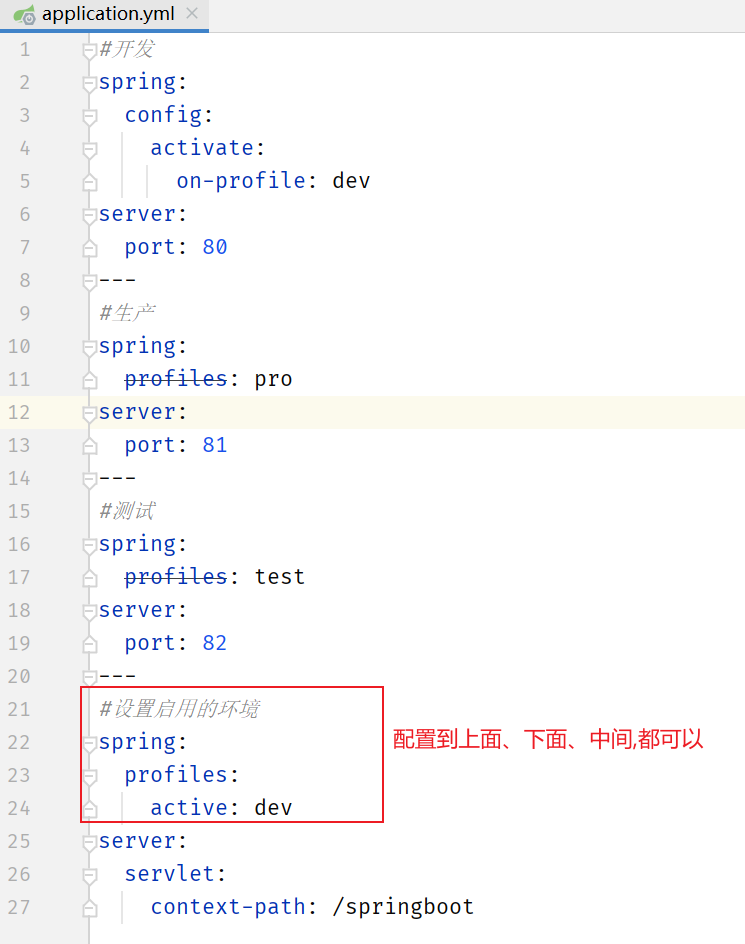 application.yml
1 #开发
2 spring:
3   config:
4     activate:
5       on-profile: dev
6 server:
7   port: 80
8 ---
9 #生产
10 spring:
11   profiles: pro
12 server:
13   port: 81
14 ---
15 #测试
16 spring:
17   profiles: test
18 server:
19   port: 82
20 ---
21 #设置启用的环境
22 spring:
配置到上面、下面、中间,都可以
23   profiles:
24     active: dev
25 server:
26   servlet:
27     context-path: /springboot